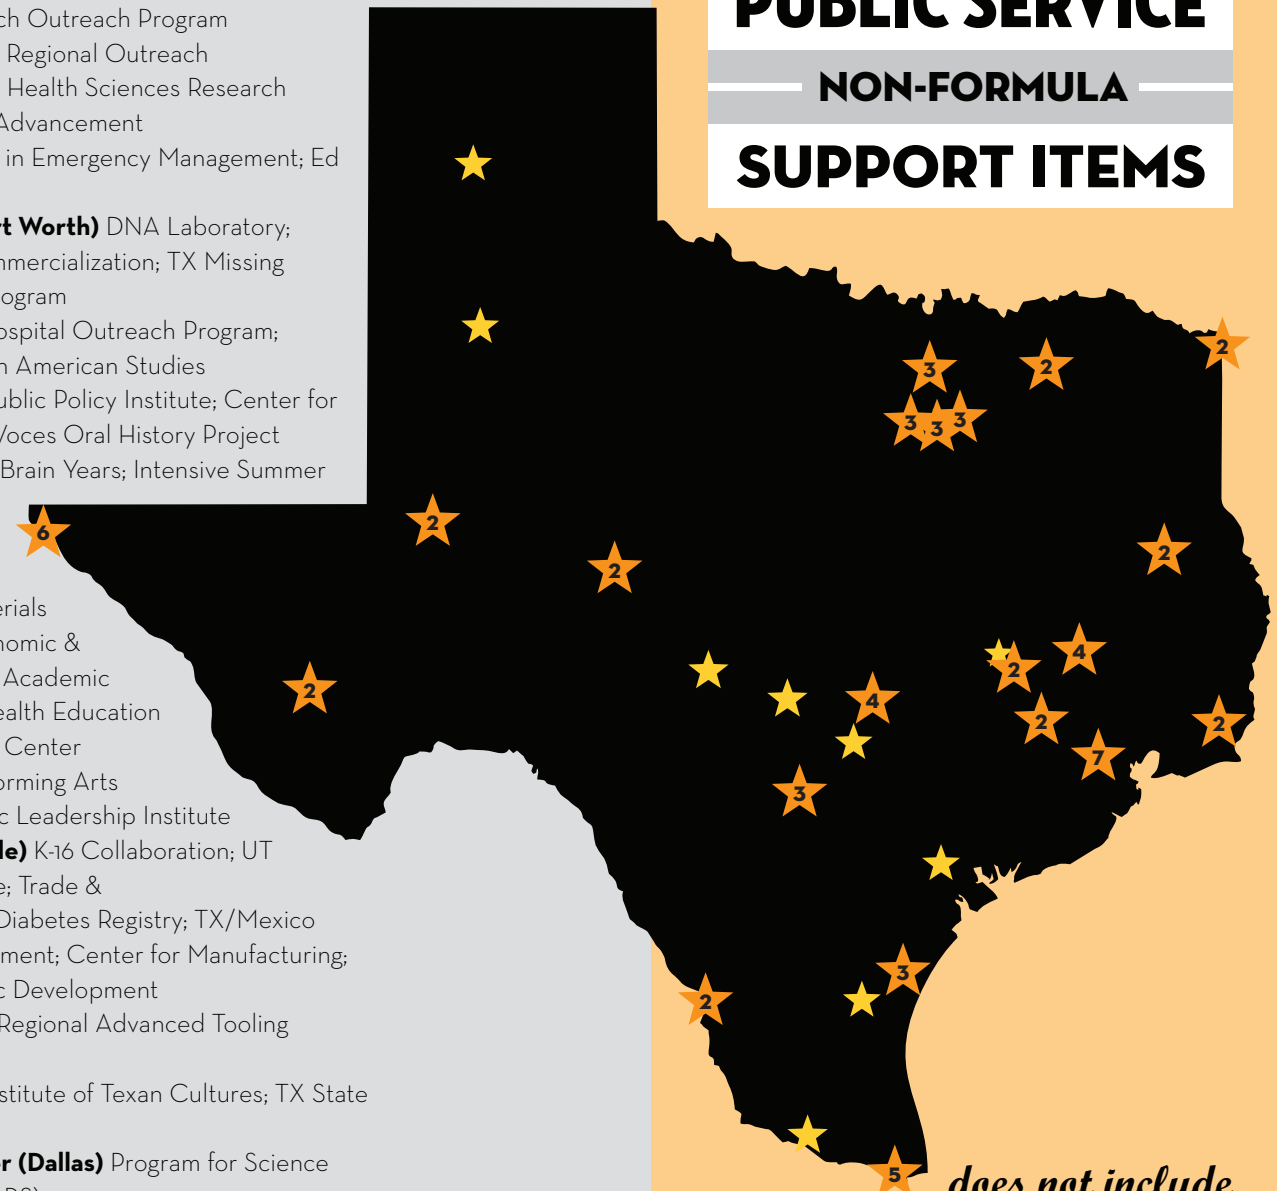 ch Outreach Program
Regional Outreach
Health Sciences Research
Advancement
in Emergency Management; Ed
rt Worth) DNA Laboratory;
mmercialization; TX Missing
ogram
ospital Outreach Program;
n American Studies
ublic Policy Institute; Center for
Voces Oral History Project
Brain Years; Intensive Summer
erials
nomic &
Academic
ealth Education
Center
orming Arts
c Leadership Institute
le) K-16 Collaboration; UT
e; Trade &
Diabetes Registry; TX/Mexico
ment; Center for Manufacturing;
c Development
Regional Advanced Tooling
stitute of Texan Cultures; TX State
r (Dallas) Program for Science
PUBLIC SERVICE
NON-FORMULA
SUPPORT ITEMS
2
3
2
3
3
3
6
2
2
2
2
4
2
2
4
2
2
7
3
3
2
5
does not include